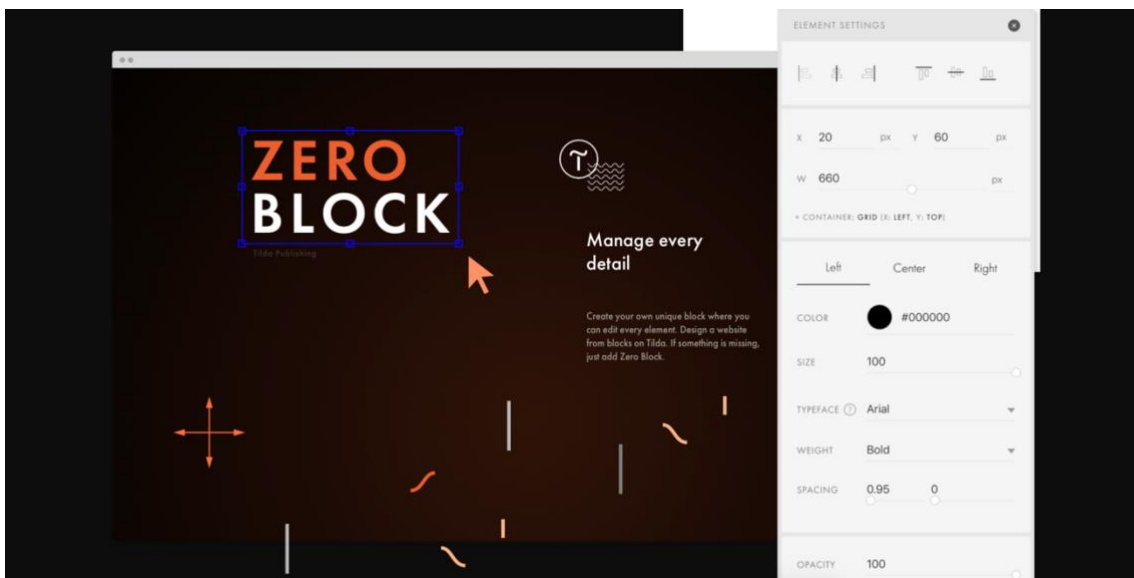 ZERO
BLOCK
Tilda Publishing
Manage every
detail
Create your own unique block where you
can edit every element. Design a website
from blocks on Tilda. If something is missing,
just add Zero Block.
ELEMENT SETTINGS
X 20 px Y 60 px
W 660 px
+ CONTAINER: GRID (X: LEFT, Y: TOP)
Left Center Right
COLOR #000000
SIZE 100
TYPEFACE ? Arial
WEIGHT Bold
SPACING 0.95 0
OPACITY 100